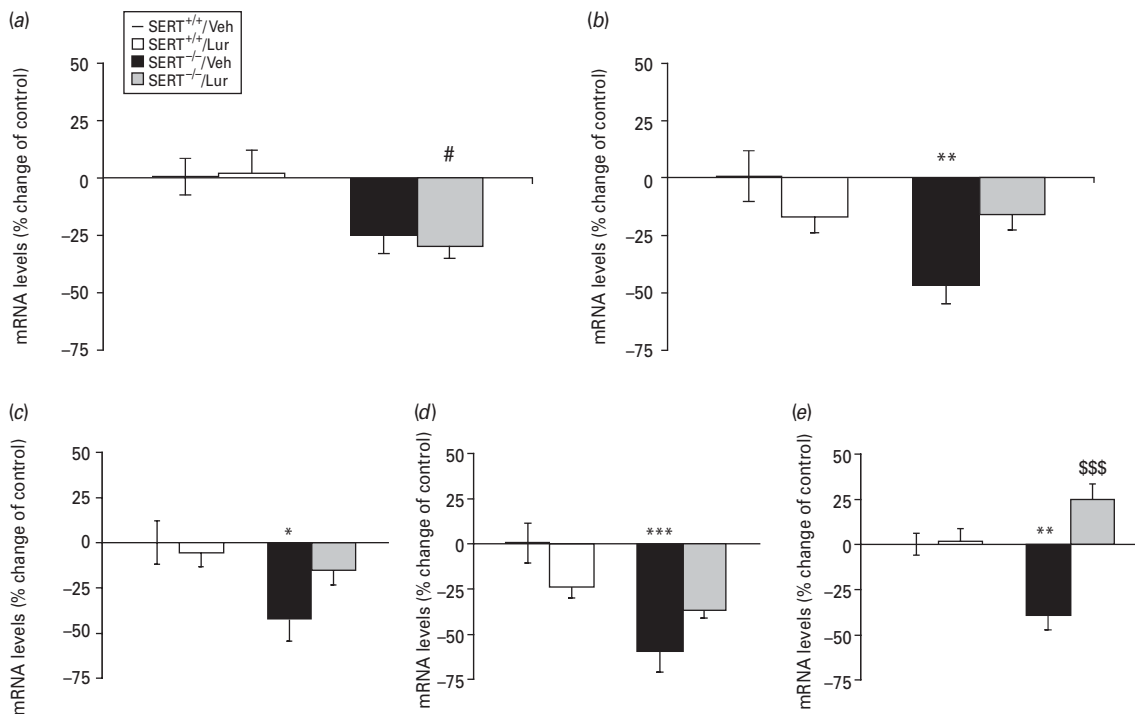 (a)
– SERT+/+/Veh
SERT+/+/Lur
SERT−/−/Veh
SERT−/−/Lur
mRNA levels (% change of control)
50
25
0
–25
–50
–75
#
(b)
mRNA levels (% change of control)
50
25
0
–25
–50
–75
**
(c)
mRNA levels (% change of control)
50
25
0
–25
–50
–75
*
(d)
mRNA levels (% change of control)
50
25
0
–25
–50
–75
***
(e)
mRNA levels (% change of control)
50
25
0
–25
–50
–75
**
$$$